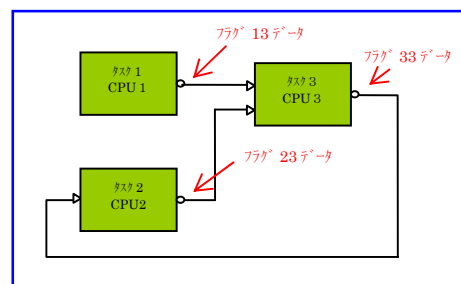 ﾌﾗｸﾞ 13 ﾃﾞｰﾀ
ﾀｽｸ 1
CPU 1
ﾀｽｸ 3
CPU 3
ﾌﾗｸﾞ 33 ﾃﾞｰﾀ
ﾌﾗｸﾞ 23 ﾃﾞｰﾀ
ﾀｽｸ 2
CPU2